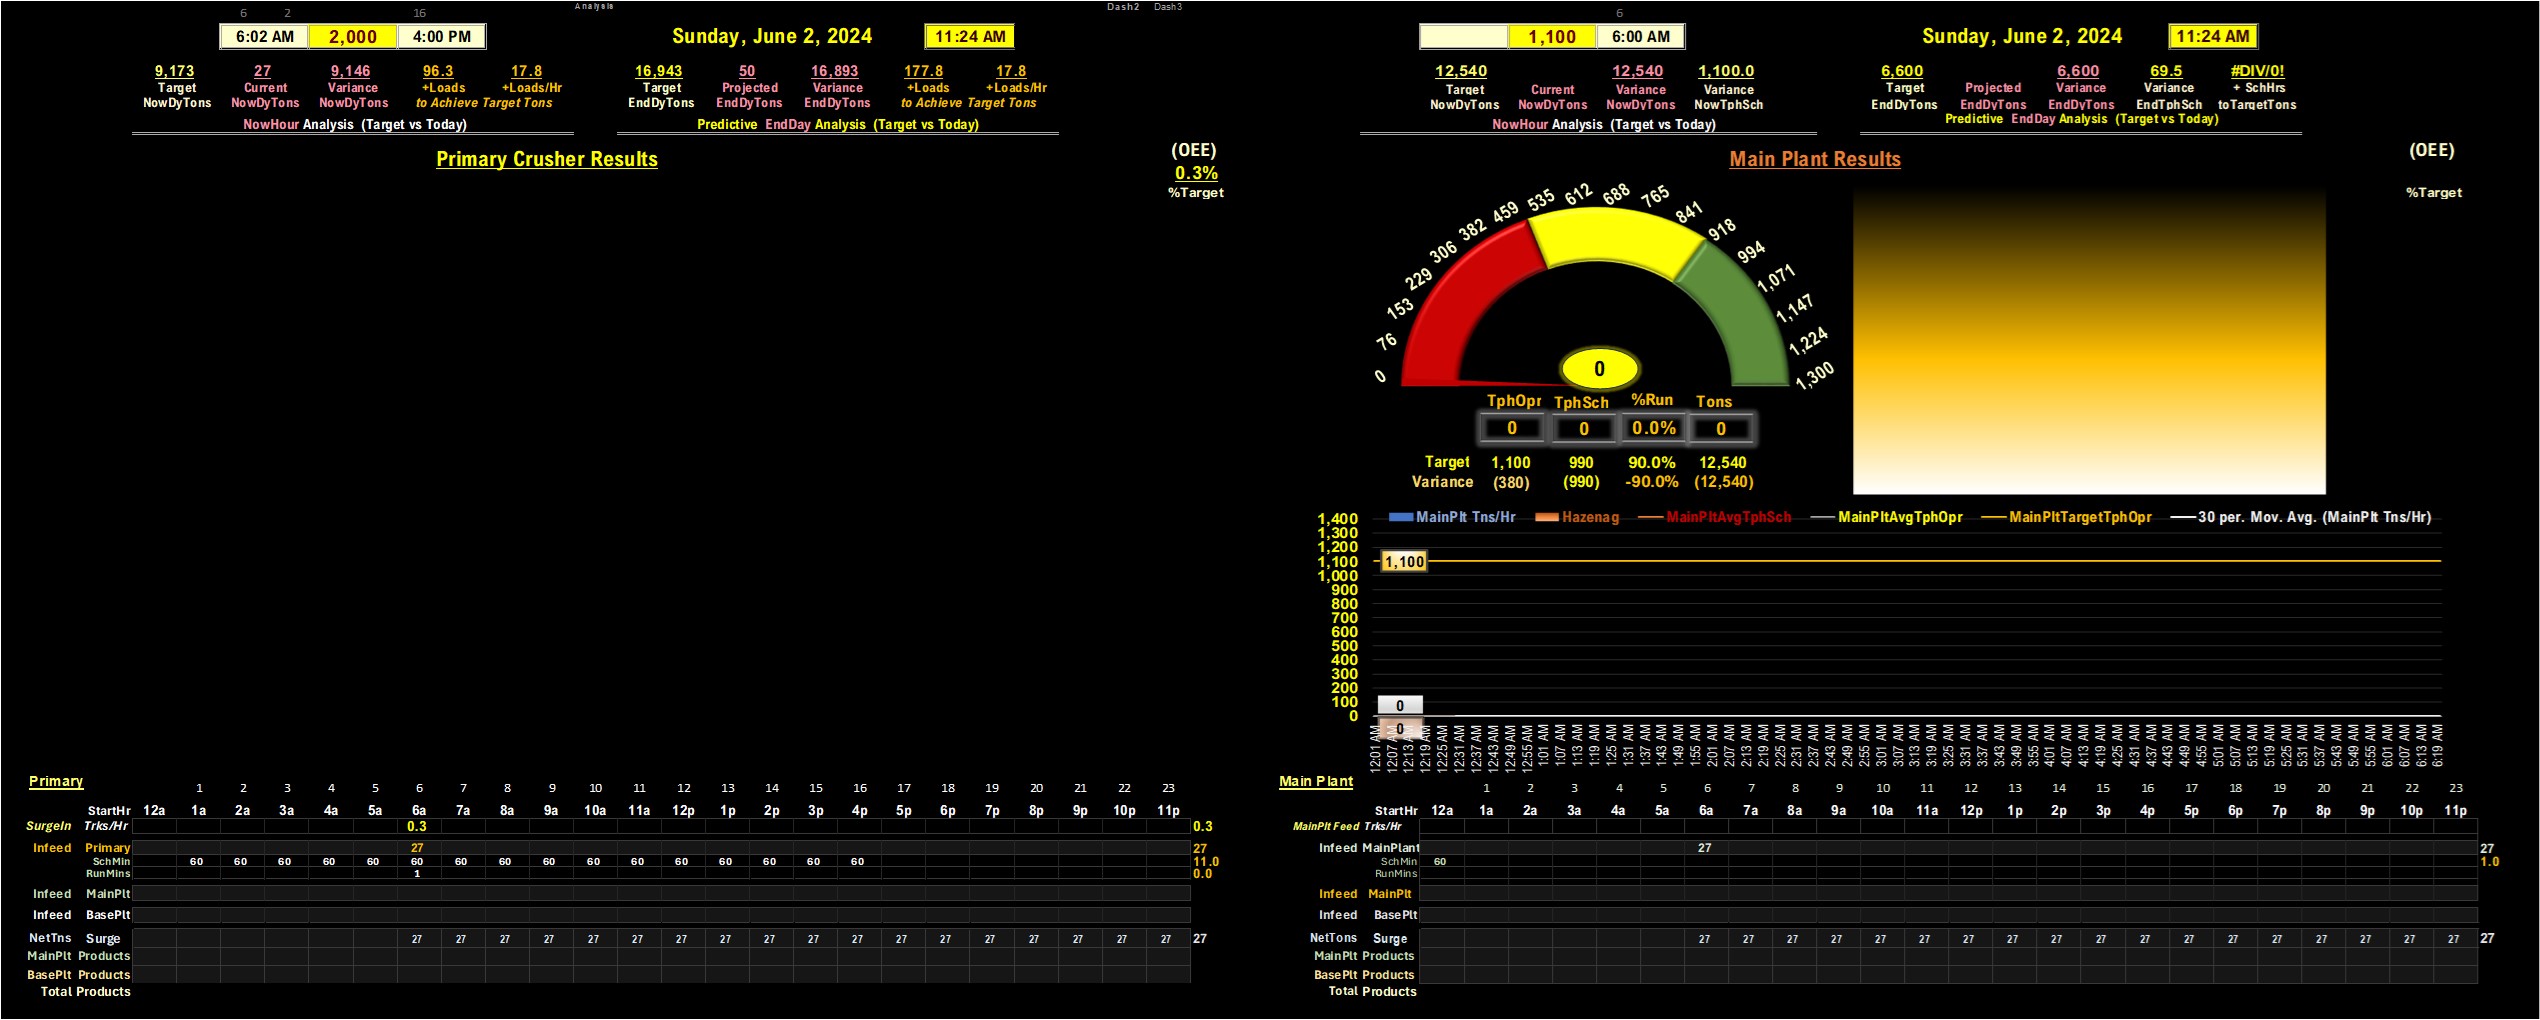 6 2 16 Analysis Dash2 Dash3 6
6:02 AM 2,000 4:00 PM Sunday, June 2, 2024 11:24 AM 1,100 6:00 AM Sunday, June 2, 2024 11:24 AM
9,173 27 9,146 96.3 17.8 16,943 50 16,893 177.8 17.8 12,540 12,540 1,100.0 6,600 6,600 69.5 #DIV/0!
Target Current Variance +Loads +Loads/Hr Target Projected Variance +Loads +Loads/Hr Target Current Variance Variance Target Projected Variance Variance + SchHrs
NowDyTons NowDyTons NowDyTons to Achieve Target Tons EndDyTons EndDyTons EndDyTons to Achieve Target Tons NowDyTons NowDyTons NowDyTons NowTphSch EndDyTons EndDyTons EndDyTons EndTphSch toTargetTons
NowHour Analysis (Target vs Today) Predictive EndDay Analysis (Target vs Today) NowHour Analysis (Target vs Today) Predictive EndDay Analysis (Target vs Today)
Primary Crusher Results
(OEE)
0.3%
%Target
Main Plant Results
(OEE)
%Target
0 76 153 229 306 382 459 535 612 688 765 841 918 994 1,071 1,147 1,224 1,300
0
TphOpr TphSch %Run Tons
0 0 0.0% 0
Target 1,100 990 90.0% 12,540
Variance (380) (990) -90.0% (12,540)
MainPlt Tns/Hr Hazenag MainPltAvgTphSch MainPltAvgTphOpr MainPltTargetTphOpr 30 per. Mov. Avg. (MainPlt Tns/Hr)
1,400
1,300
1,200
1,100 1,100
1,000
900
800
700
600
500
400
300
200
100 0
0 0
12:01 AM 12:07 AM 12:13 AM 12:19 AM 12:25 AM 12:31 AM 12:37 AM 12:43 AM 12:49 AM 12:55 AM 1:01 AM 1:07 AM 1:13 AM 1:19 AM 1:25 AM 1:31 AM 1:37 AM 1:43 AM 1:49 AM 1:55 AM 2:01 AM 2:07 AM 2:13 AM 2:19 AM 2:25 AM 2:31 AM 2:37 AM 2:43 AM 2:49 AM 2:55 AM 3:01 AM 3:07 AM 3:13 AM 3:19 AM 3:25 AM 3:31 AM 3:37 AM 3:43 AM 3:49 AM 3:55 AM 4:01 AM 4:07 AM 4:13 AM 4:19 AM 4:25 AM 4:31 AM 4:37 AM 4:43 AM 4:49 AM 4:55 AM 5:01 AM 5:07 AM 5:13 AM 5:19 AM 5:25 AM 5:31 AM 5:37 AM 5:43 AM 5:49 AM 5:55 AM 6:01 AM 6:07 AM 6:13 AM 6:19 AM
Primary
1 2 3 4 5 6 7 8 9 10 11 12 13 14 15 16 17 18 19 20 21 22 23
StartHr 12a 1a 2a 3a 4a 5a 6a 7a 8a 9a 10a 11a 12p 1p 2p 3p 4p 5p 6p 7p 8p 9p 10p 11p
SurgeIn Trks/Hr 0.3 0.3
Infeed Primary 27 27
SchMin 60 60 60 60 60 60 60 60 60 60 60 60 60 60 60 60 11.0
RunMins 1 0.0
Infeed MainPlt
Infeed BasePlt
NetTns Surge 27 27 27 27 27 27 27 27 27 27 27 27 27 27 27 27 27 27 27
MainPlt Products
BasePlt Products
Total Products
Main Plant
1 2 3 4 5 6 7 8 9 10 11 12 13 14 15 16 17 18 19 20 21 22 23
StartHr 12a 1a 2a 3a 4a 5a 6a 7a 8a 9a 10a 11a 12p 1p 2p 3p 4p 5p 6p 7p 8p 9p 10p 11p
MainPlt Feed Trks/Hr
Infeed MainPlant 27 27
SchMin 60 1.0
RunMins
Infeed MainPlt
Infeed BasePlt
NetTons Surge 27 27 27 27 27 27 27 27 27 27 27 27 27 27 27 27 27 27 27
MainPlt Products
BasePlt Products
Total Products